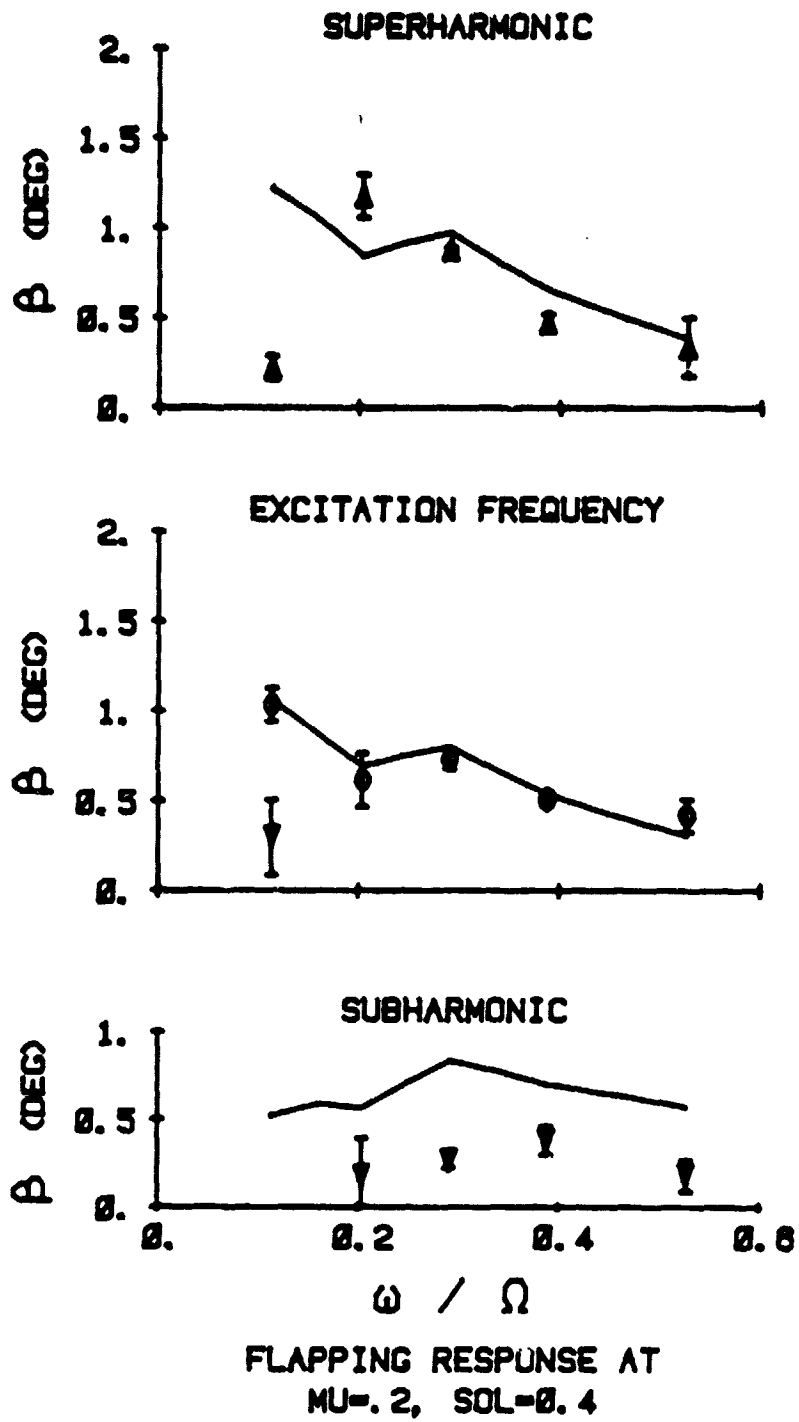 SUPERHARMONIC
2.
1.5
1.
0.5
0.
β (DEG)
EXCITATION FREQUENCY
2.
1.5
1.
0.5
0.
β (DEG)
SUBHARMONIC
1.
0.5
0.
β (DEG)
0. 0.2 0.4 0.6
ω / Ω
FLAPPING RESPONSE AT
MU=.2, SOL=0.4